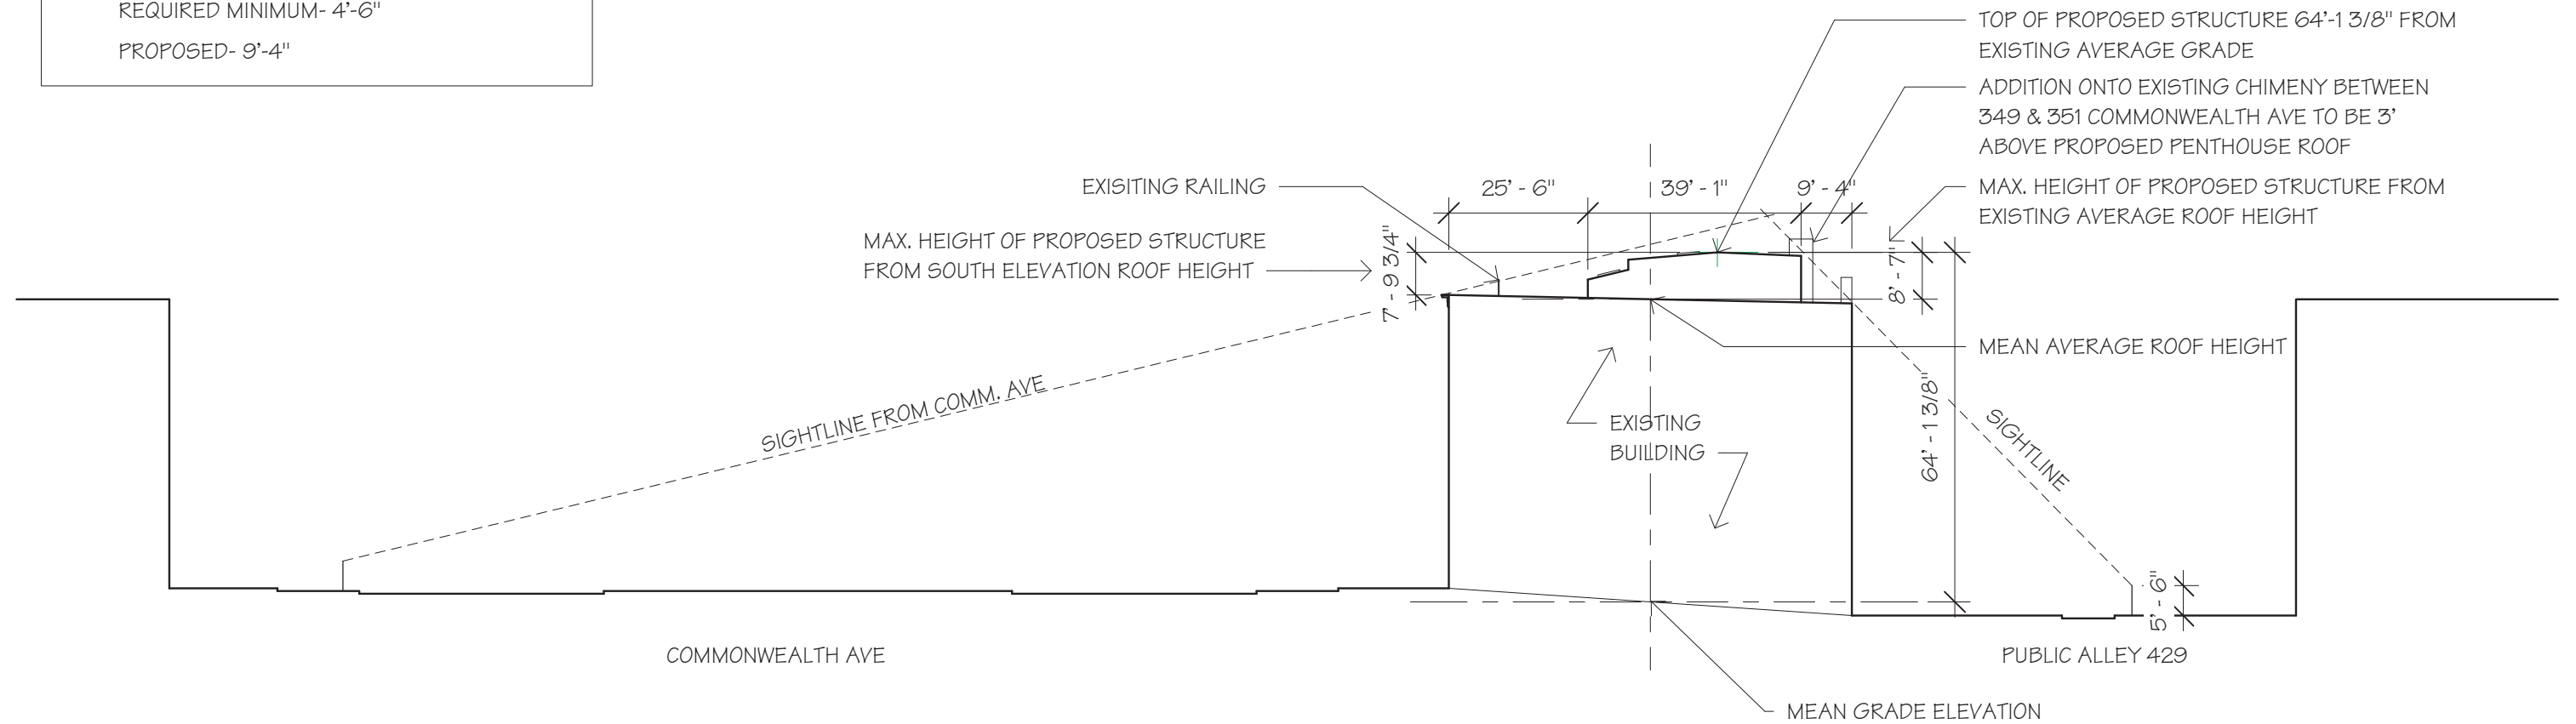 REQUIRED MINIMUM- 4'-6"
PROPOSED- 9'-4"
TOP OF PROPOSED STRUCTURE 64'-1 3/8" FROM
EXISTING AVERAGE GRADE
ADDITION ONTO EXISTING CHIMENY BETWEEN
349 & 351 COMMONWEALTH AVE TO BE 3'
ABOVE PROPOSED PENTHOUSE ROOF
EXISITING RAILING
25' - 6"
39' - 1"
9' - 4"
MAX. HEIGHT OF PROPOSED STRUCTURE FROM
EXISTING AVERAGE ROOF HEIGHT
MAX. HEIGHT OF PROPOSED STRUCTURE
FROM SOUTH ELEVATION ROOF HEIGHT
7' - 9 3/4"
8' - 7"
MEAN AVERAGE ROOF HEIGHT
SIGHTLINE FROM COMM. AVE
EXISTING
BUILDING
64' - 1 3/8"
SIGHTLINE
5' - 6"
COMMONWEALTH AVE
PUBLIC ALLEY 429
MEAN GRADE ELEVATION